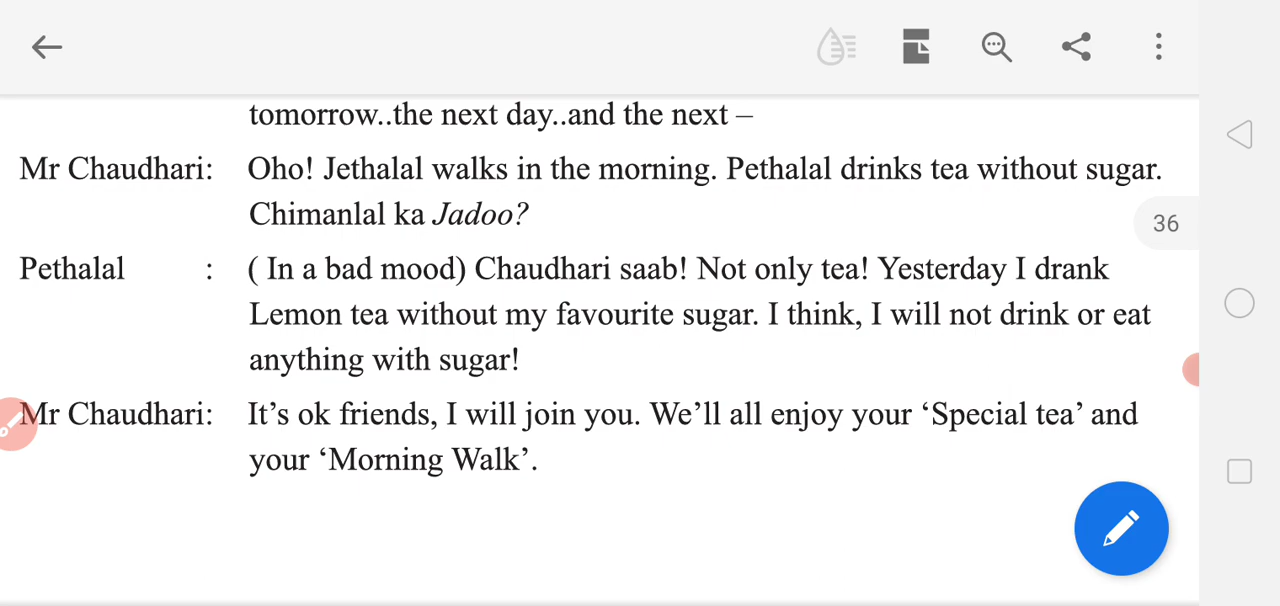 tomorrow..the next day..and the next –
Mr Chaudhari: Oho! Jethalal walks in the morning. Pethalal drinks tea without sugar.
Chimanlal ka Jadoo?
36
Pethalal : ( In a bad mood) Chaudhari saab! Not only tea! Yesterday I drank
Lemon tea without my favourite sugar. I think, I will not drink or eat
anything with sugar!
Mr Chaudhari: It’s ok friends, I will join you. We’ll all enjoy your ‘Special tea’ and
your ‘Morning Walk’.